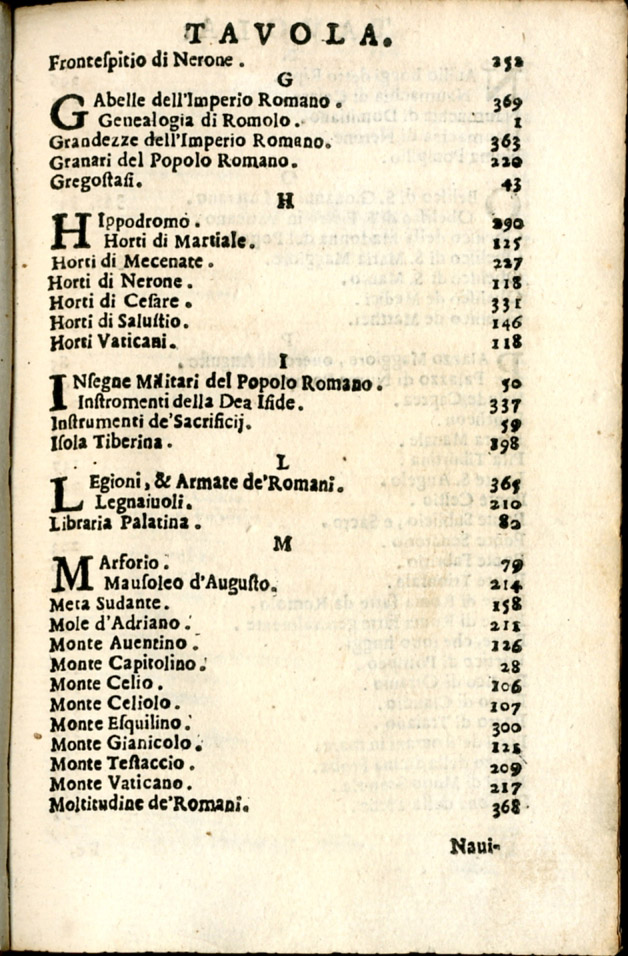 TAVOLA.
Frontespitio di Nerone. 252
G
GAbelle dell'Imperio Romano. 369
Genealogia di Romolo. 1
Grandezze dell'Imperio Romano. 363
Granari del Popolo Romano. 220
Gregostasi. 43
H
HIppodromo. 290
Horti di Martiale. 125
Horti di Mecenate. 227
Horti di Nerone. 118
Horti di Cesare. 331
Horti di Salustio. 146
Horti Vaticani. 118
I
INsegne Militari del Popolo Romano. 50
Instromenti della Dea Iside. 337
Instrumenti de'Sacrificij. 59
Isola Tiberina. 198
L
LEgioni, & Armate de'Romani. 365
Legnaiuoli. 210
Libraria Palatina. 82
M
MArforio. 79
Mausoleo d'Augusto. 214
Meta Sudante. 158
Mole d'Adriano. 211
Monte Auentino. 126
Monte Capitolino. 28
Monte Celio. 106
Monte Celiolo. 107
Monte Esquilino. 300
Monte Gianicolo. 121
Monte Testaccio. 209
Monte Vaticano. 217
Moltitudine de'Romani. 368
Naui-